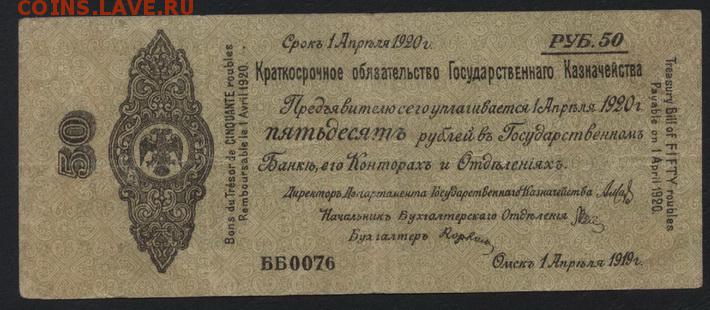 COINS.LAVE.RU
Срокъ 1 Апрѣля 1920 г.
РУБ. 50
Краткосрочное обязательство Государственнаго Казначейства
Предъявителю сего уплачивается 1 Апрѣля 1920 г.
пятьдесятъ рублей въ Государственномъ
Банкѣ, его Конторахъ и Отдѣленіяхъ.
Директоръ Департамента Государственнаго Казначейства
Начальникъ Бухгалтерскаго Отдѣленія
Бухгалтеръ
ББ0076
Омскъ 1 Апрѣля 1919 г.
50
Bons du Trésor de CINQUANTE roubles
Remboursable le 1 Avril 1920.
Treasury Bill of FIFTY roubles
Payable on 1 April 1920.